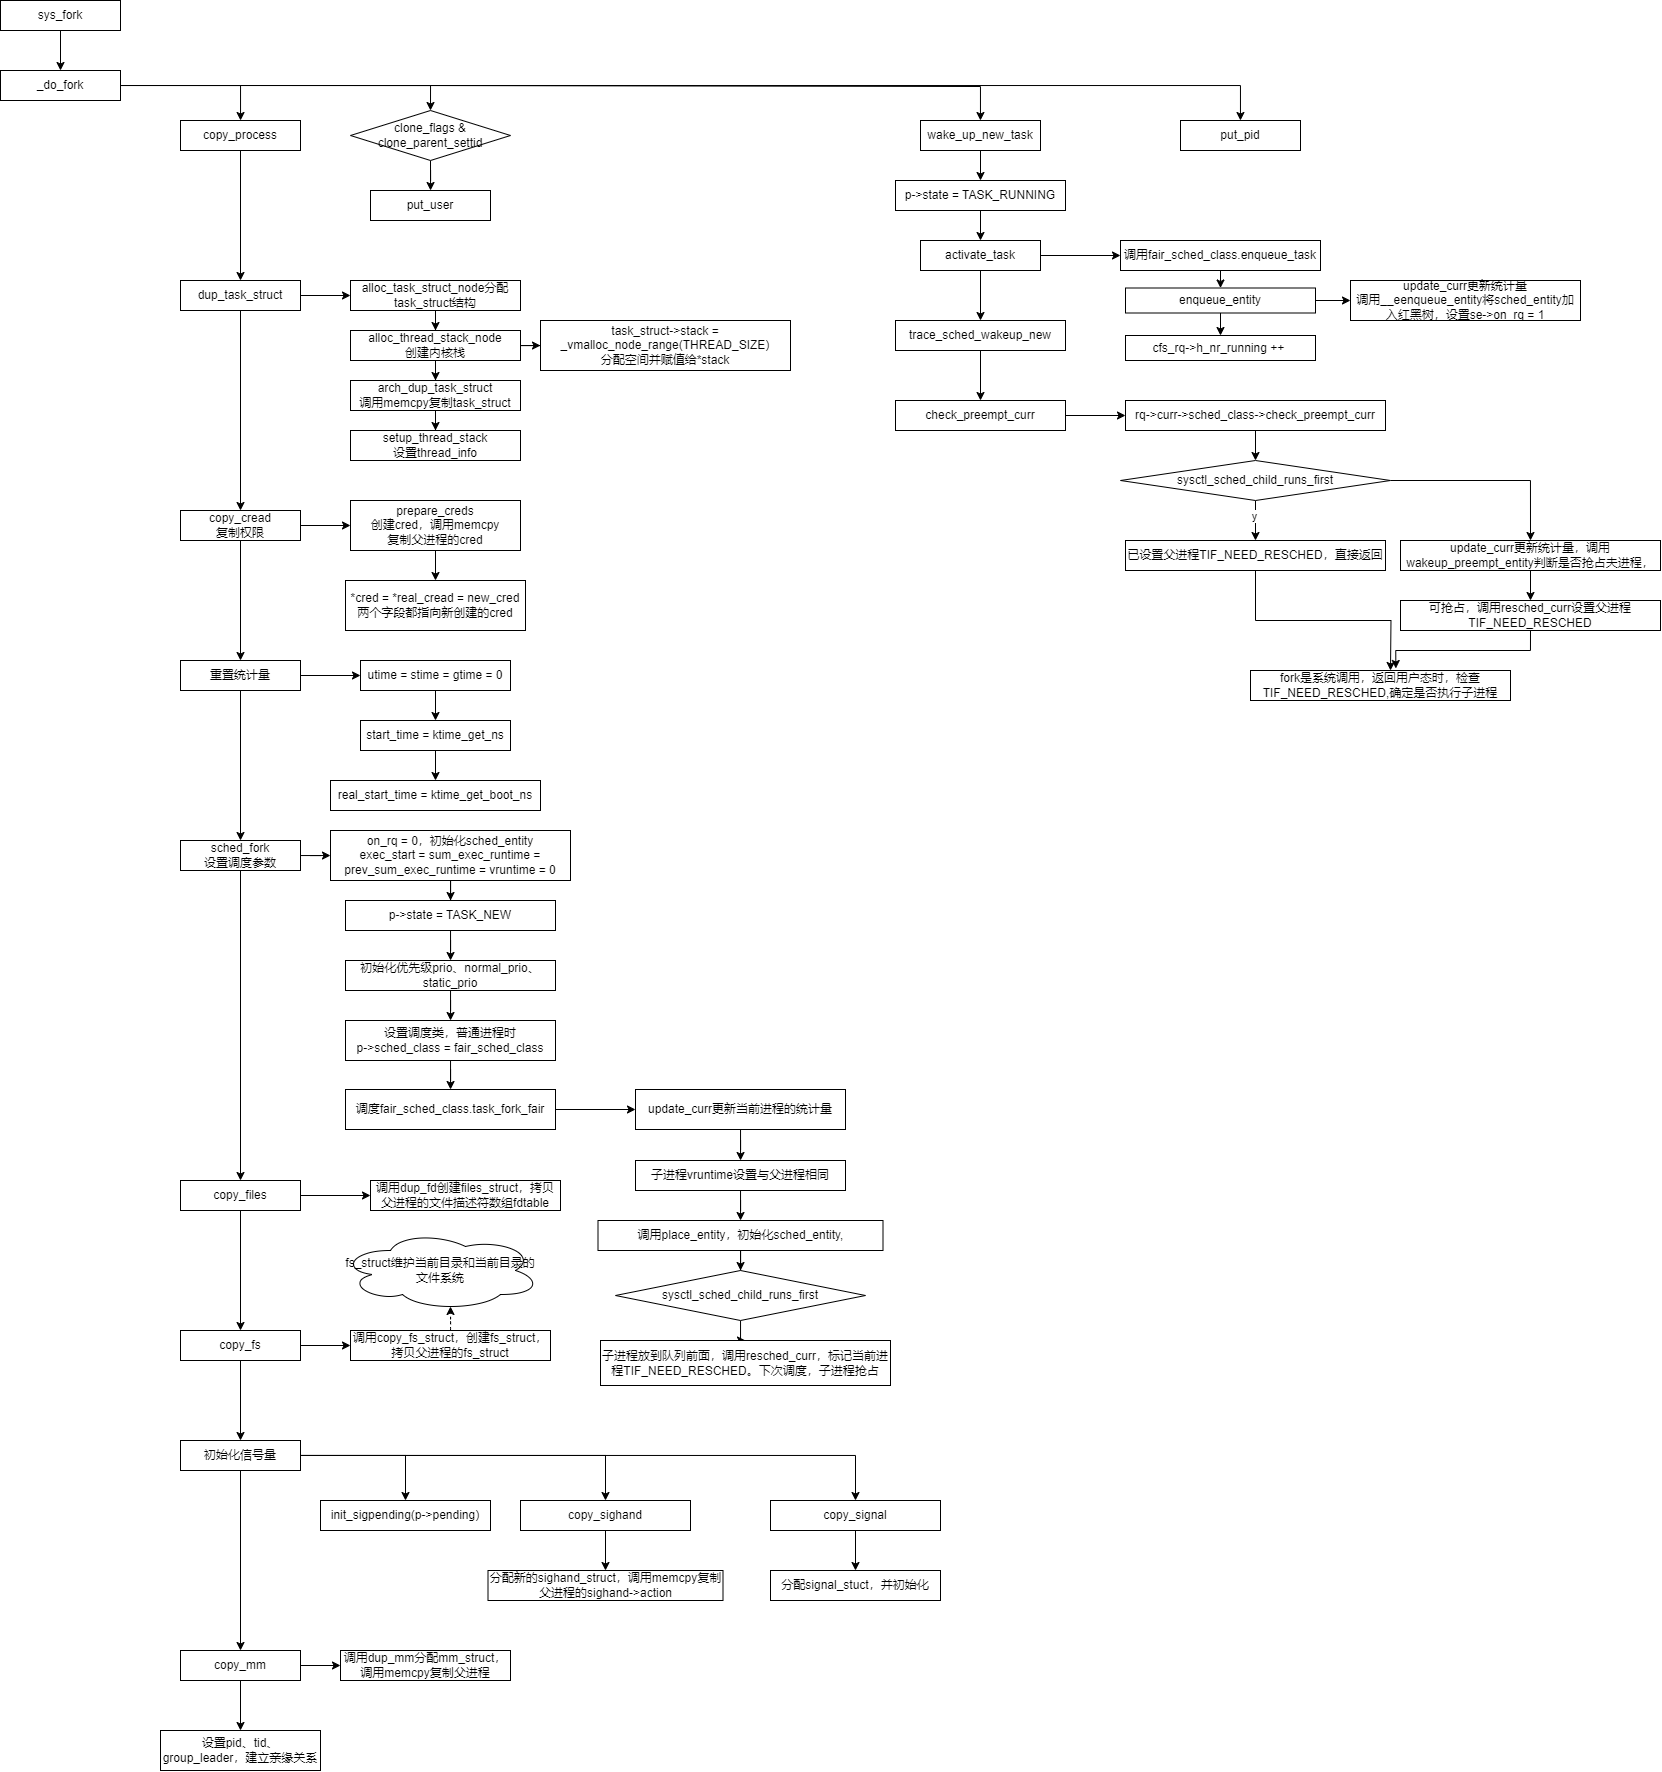 sys_fork
_do_fork
copy_process
clone_flags &
clone_parent_settid
wake_up_new_task
put_pid
put_user
p->state = TASK_RUNNING
activate_task
调用fair_sched_class.enqueue_task
dup_task_struct
alloc_task_struct_node分配
task_struct结构
enqueue_entity
update_curr更新统计量
调用__eenqueue_entity将sched_entity加
入红黑树，设置se->on_rq = 1
alloc_thread_stack_node
创建内核栈
task_struct->stack =
_vmalloc_node_range(THREAD_SIZE)
分配空间并赋值给*stack
trace_sched_wakeup_new
cfs_rq->h_nr_running ++
arch_dup_task_struct
调用memcpy复制task_struct
check_preempt_curr
rq->curr->sched_class->check_preempt_curr
setup_thread_stack
设置thread_info
sysctl_sched_child_runs_first
y
copy_cread
复制权限
prepare_creds
创建cred，调用memcpy
复制父进程的cred
已设置父进程TIF_NEED_RESCHED，直接返回
update_curr更新统计量，调用
wakeup_preempt_entity判断是否抢占夫进程，
*cred = *real_cread = new_cred
两个字段都指向新创建的cred
可抢占，调用resched_curr设置父进程
TIF_NEED_RESCHED
重置统计量
utime = stime = gtime = 0
fork是系统调用，返回用户态时，检查
TIF_NEED_RESCHED,确定是否执行子进程
start_time = ktime_get_ns
real_start_time = ktime_get_boot_ns
sched_fork
设置调度参数
on_rq = 0，初始化sched_entity
exec_start = sum_exec_runtime =
prev_sum_exec_runtime = vruntime = 0
p->state = TASK_NEW
初始化优先级prio、normal_prio、
static_prio
设置调度类，普通进程时
p->sched_class = fair_sched_class
调度fair_sched_class.task_fork_fair
update_curr更新当前进程的统计量
子进程vruntime设置与父进程相同
copy_files
调用dup_fd创建files_struct，拷贝
父进程的文件描述符数组fdtable
调用place_entity，初始化sched_entity,
fs_struct维护当前目录和当前目录的
文件系统
sysctl_sched_child_runs_first
copy_fs
调用copy_fs_struct，创建fs_struct，
拷贝父进程的fs_struct
子进程放到队列前面，调用resched_curr，标记当前进
程TIF_NEED_RESCHED。下次调度，子进程抢占
初始化信号量
init_sigpending(p->pending)
copy_sighand
copy_signal
分配新的sighand_struct，调用memcpy复制
父进程的sighand->action
分配signal_stuct，并初始化
copy_mm
调用dup_mm分配mm_struct，
调用memcpy复制父进程
设置pid、tid、
group_leader，建立亲缘关系